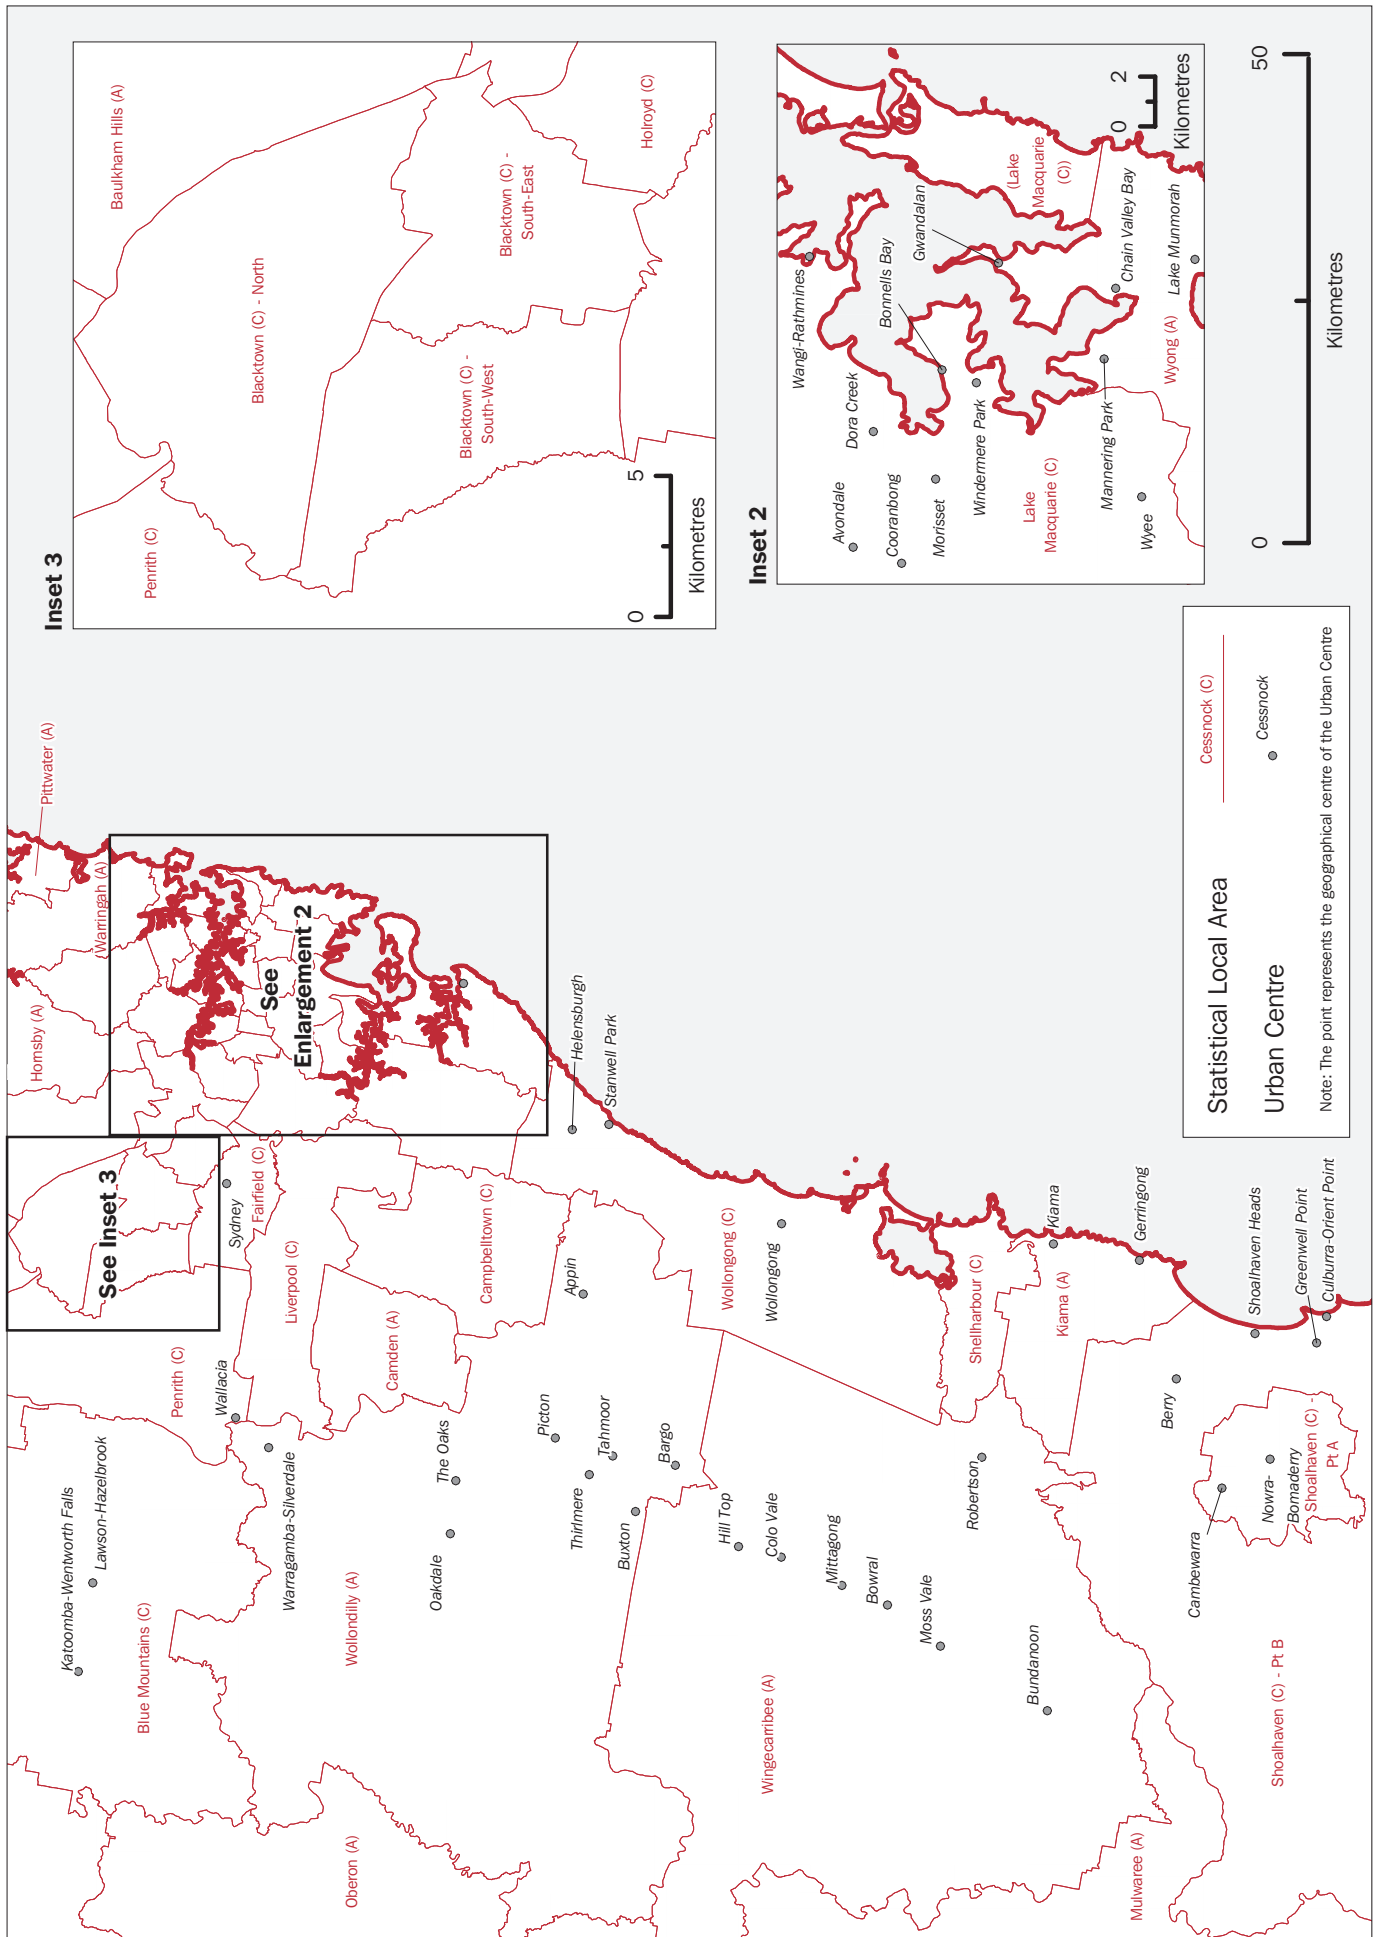 Inset 3
Baulkham Hills (A)
Penrith (C)
Blacktown (C) - North
Blacktown (C) -
South-West
Blacktown (C) -
South-East
Holroyd (C)
0
5
Kilometres
Inset 2
Wangi-Rathmines
Avondale
Dora Creek
Cooranbong
Bonnells Bay
Gwandalan
Morisset
Windermere Park
(Lake
Macquarie
(C))
Lake
Macquarie (C)
Mannering Park
Chain Valley Bay
Wyee
Wyong (A)
Lake Munmorah
0
2
Kilometres
0
50
Kilometres
Pittwater (A)
Hornsby (A)
Warringah (A)
See
Enlargement 2
See Inset 3
Katoomba-Wentworth Falls
Lawson-Hazelbrook
Blue Mountains (C)
Penrith (C)
Wallacia
Sydney
Fairfield (C)
Warragamba-Silverdale
Liverpool (C)
Oberon (A)
Wollondilly (A)
Camden (A)
Oakdale
The Oaks
Campbelltown (C)
Picton
Appin
Helensburgh
Thirlmere
Tahmoor
Stanwell Park
Buxton
Bargo
Hill Top
Wollongong (C)
Wingecarribee (A)
Colo Vale
Wollongong
Mittagong
Bowral
Moss Vale
Robertson
Shellharbour (C)
Bundanoon
Kiama (A)
Kiama
Mulwaree (A)
Gerringong
Berry
Cambewarra
Shoalhaven Heads
Shoalhaven (C) - Pt B
Nowra-
Bomaderry
Shoalhaven (C) -
Pt A
Greenwell Point
Culburra-Orient Point
Statistical Local Area
Cessnock (C)
Urban Centre
Cessnock
Note: The point represents the geographical centre of the Urban Centre